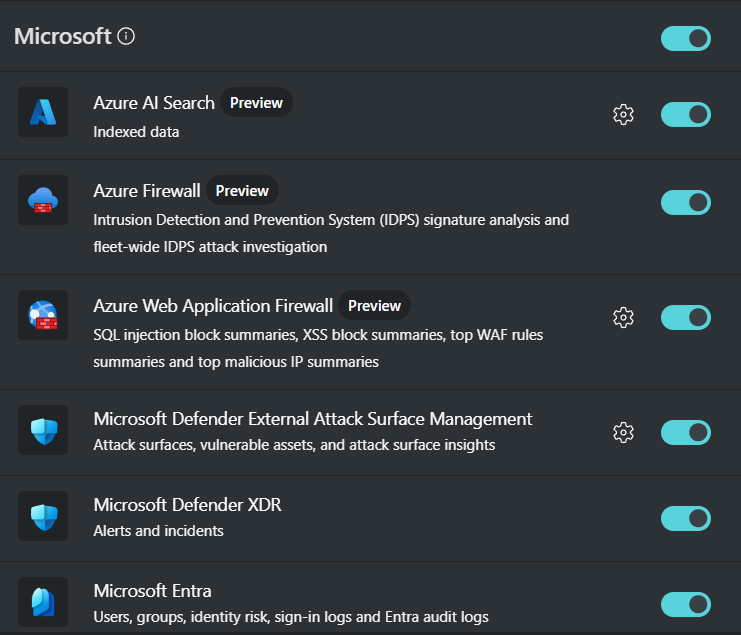 Microsoft
Azure AI Search Preview
Indexed data
Azure Firewall Preview
Intrusion Detection and Prevention System (IDPS) signature analysis and
fleet-wide IDPS attack investigation
Azure Web Application Firewall Preview
SQL injection block summaries, XSS block summaries, top WAF rules
summaries and top malicious IP summaries
Microsoft Defender External Attack Surface Management
Attack surfaces, vulnerable assets, and attack surface insights
Microsoft Defender XDR
Alerts and incidents
Microsoft Entra
Users, groups, identity risk, sign-in logs and Entra audit logs